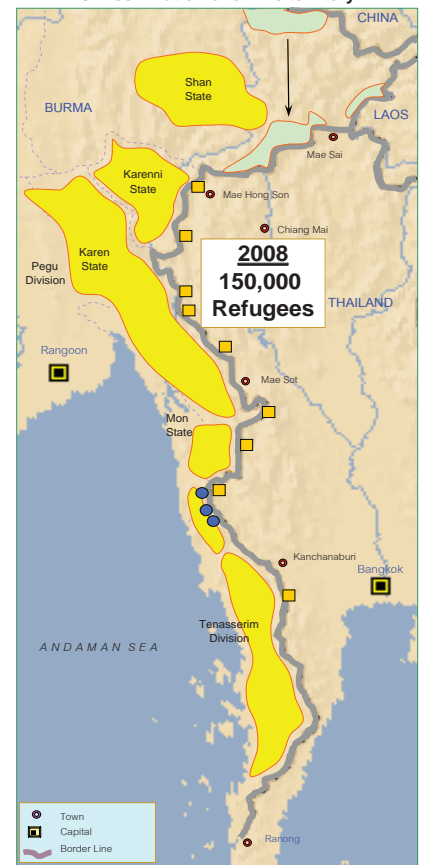 CHINA
Shan
State
BURMA
LAOS
Mae Sai
Karenni
State
Mae Hong Son
Chiang Mai
Karen
State
2008
150,000
Refugees
Pegu
Division
THAILAND
Rangoon
Mae Sot
Mon
State
Kanchanaburi
Bangkok
Tenasserim
Division
ANDAMAN SEA
Town
Capital
Border Line
Ranong